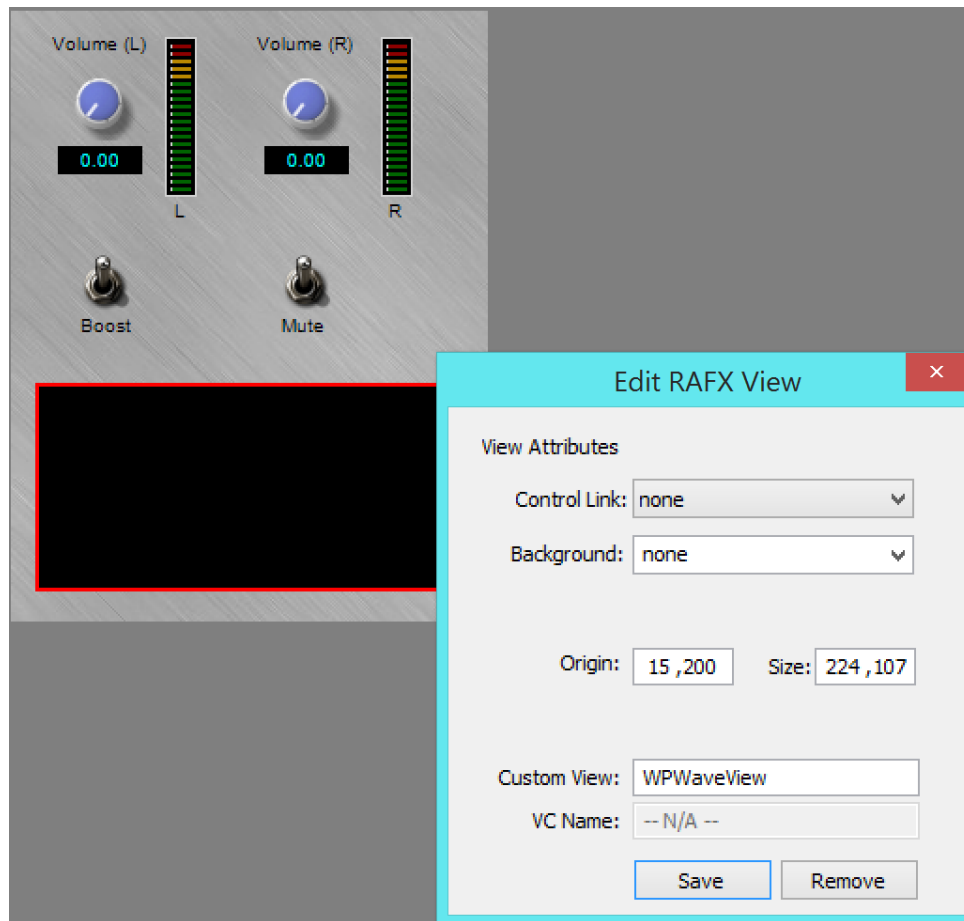 Volume (L)
Volume (R)
0.00
0.00
L
R
Boost
Mute
Edit RAFX View
View Attributes
Control Link: none
Background: none
Origin: 15 ,200 Size: 224 ,107
Custom View: WPWaveView
VC Name: -- N/A --
Save Remove